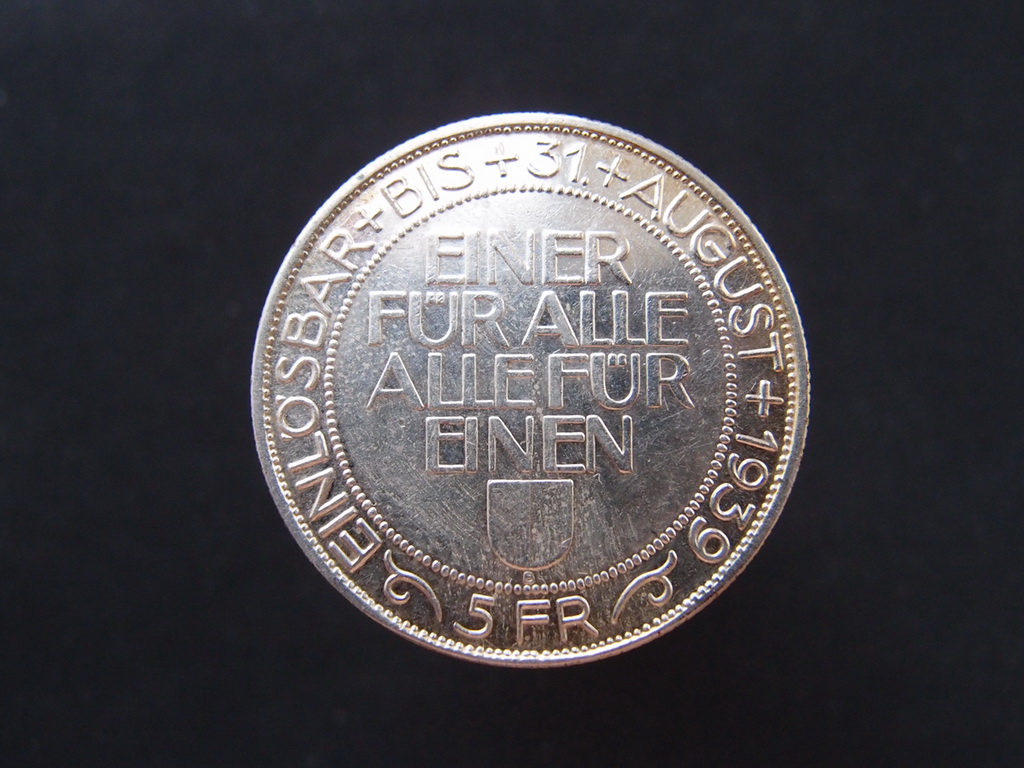 EINLÖSBAR + BIS + 31. + AUGUST + 1939
EINER
FÜR ALLE
ALLE FÜR
EINEN
5 FR